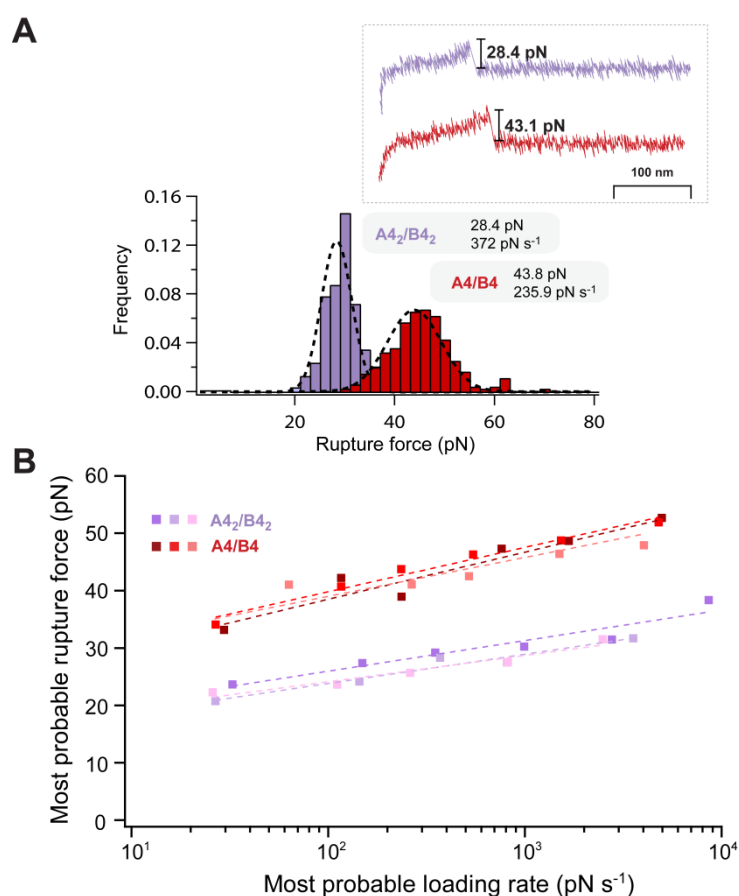 A
28.4 pN
43.1 pN
100 nm
0.16
0.12
0.08
0.04
0.00
Frequency
A4₂/B4₂
28.4 pN
372 pN s⁻¹
A4/B4
43.8 pN
235.9 pN s⁻¹
20
40
60
80
Rupture force (pN)
B
60
50
40
30
20
10
0
Most probable rupture force (pN)
A4₂/B4₂
A4/B4
10¹
10²
10³
10⁴
Most probable loading rate (pN s⁻¹)